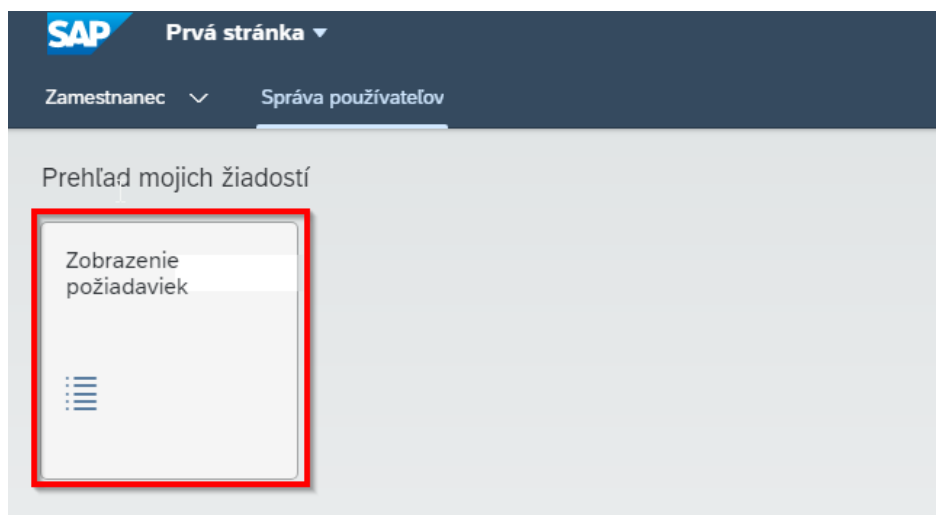 SAP Prvá stránka
Zamestnanec Správa používateľov
Prehľad mojich žiadostí
Zobrazenie
požiadaviek